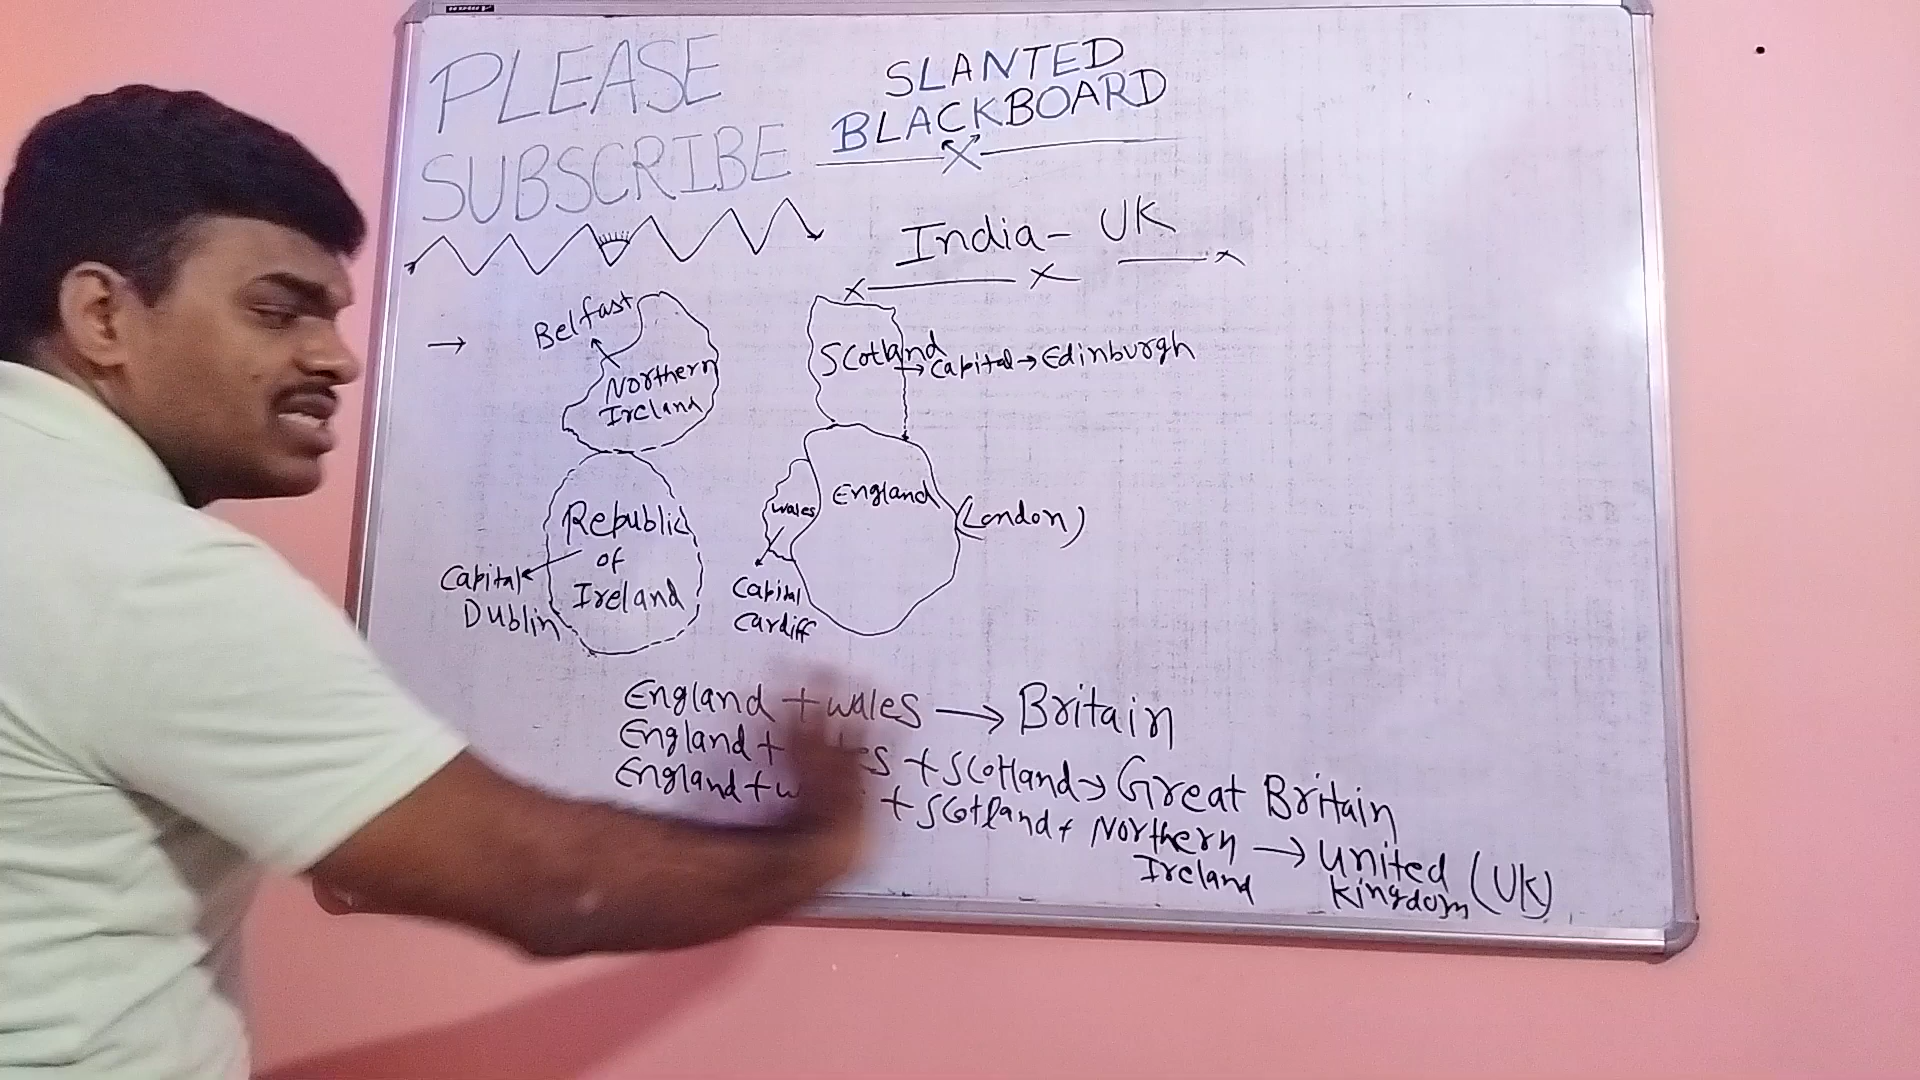 PLEASE
SUBSCRIBE
SLANTED
BLACKBOARD
India - UK
Belfast
Northern
Ireland
Scotland
Capital → Edinburgh
Republic
of
Ireland
Capital
Dublin
Wales
England
(London)
Capital
Cardiff
England + Wales → Britain
England + + Scotland → Great Britain
England + + Scotland + Northern Ireland → United Kingdom (UK)